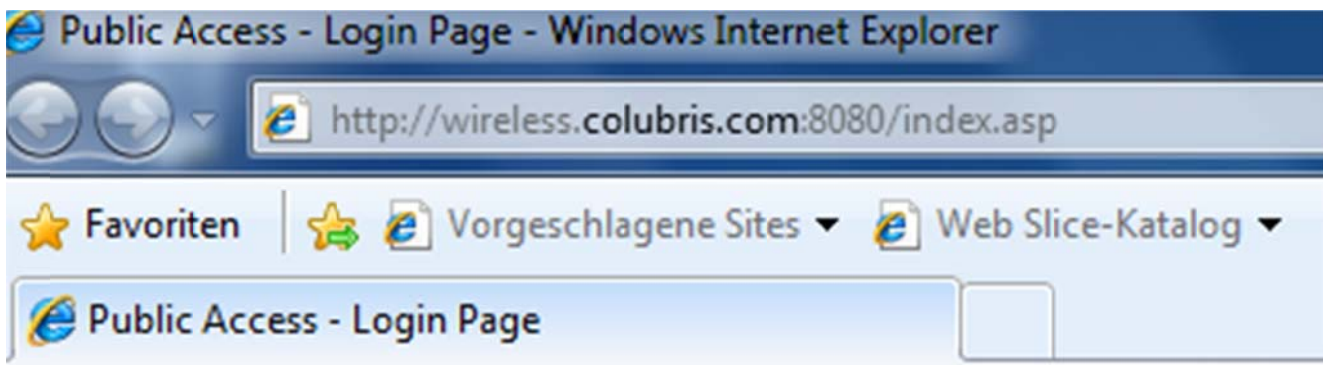 Public Access - Login Page - Windows Internet Explorer
http://wireless.colubris.com:8080/index.asp
Favoriten Vorgeschlagene Sites Web Slice-Katalog
Public Access - Login Page